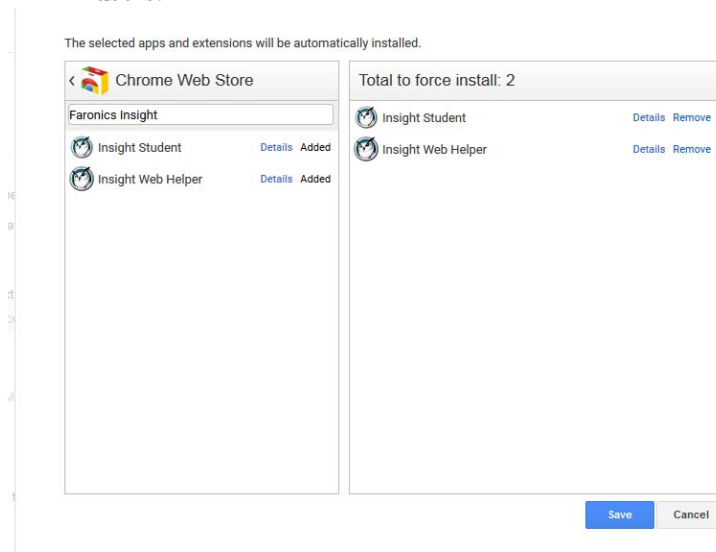 The selected apps and extensions will be automatically installed.
Chrome Web Store
Faronics Insight
Insight Student Details Added
Insight Web Helper Details Added
Total to force install: 2
Insight Student Details Remove
Insight Web Helper Details Remove
Save Cancel